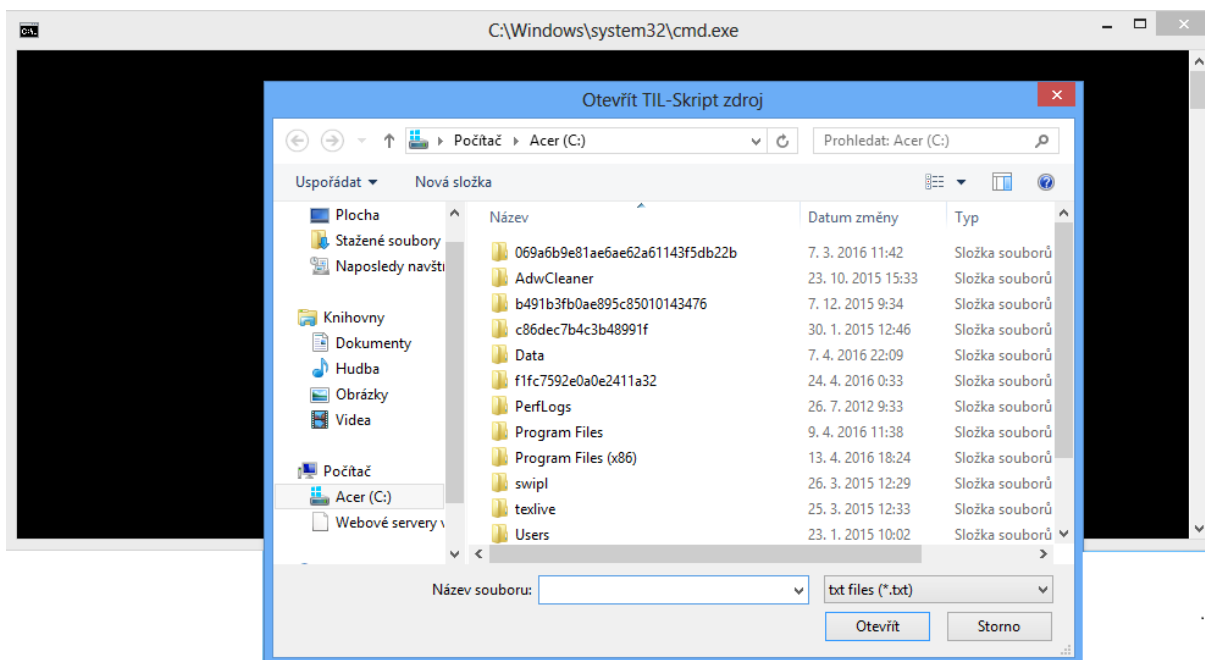 C:\Windows\system32\cmd.exe
Otevřít TIL-Skript zdroj
Počítač Acer (C:) Prohledat: Acer (C:)
Uspořádat Nová složka
Plocha
Stažené soubory
Naposledy navšti
Knihovny
Dokumenty
Hudba
Obrázky
Videa
Počítač
Acer (C:)
Webové servery v
Název Datum změny Typ
069a6b9e81ae6ae62a61143f5db22b 7. 3. 2016 11:42 Složka souborů
AdwCleaner 23. 10. 2015 15:33 Složka souborů
b491b3fb0ae895c85010143476 7. 12. 2015 9:34 Složka souborů
c86dec7b4c3b48991f 30. 1. 2015 12:46 Složka souborů
Data 7. 4. 2016 22:09 Složka souborů
f1fc7592e0a0e2411a32 24. 4. 2016 0:33 Složka souborů
PerfLogs 26. 7. 2012 9:33 Složka souborů
Program Files 9. 4. 2016 11:38 Složka souborů
Program Files (x86) 13. 4. 2016 18:24 Složka souborů
swipl 26. 3. 2015 12:29 Složka souborů
texlive 25. 3. 2015 12:33 Složka souborů
Users 23. 1. 2015 10:02 Složka souborů
Název souboru: txt files (*.txt)
Otevřít Storno
.